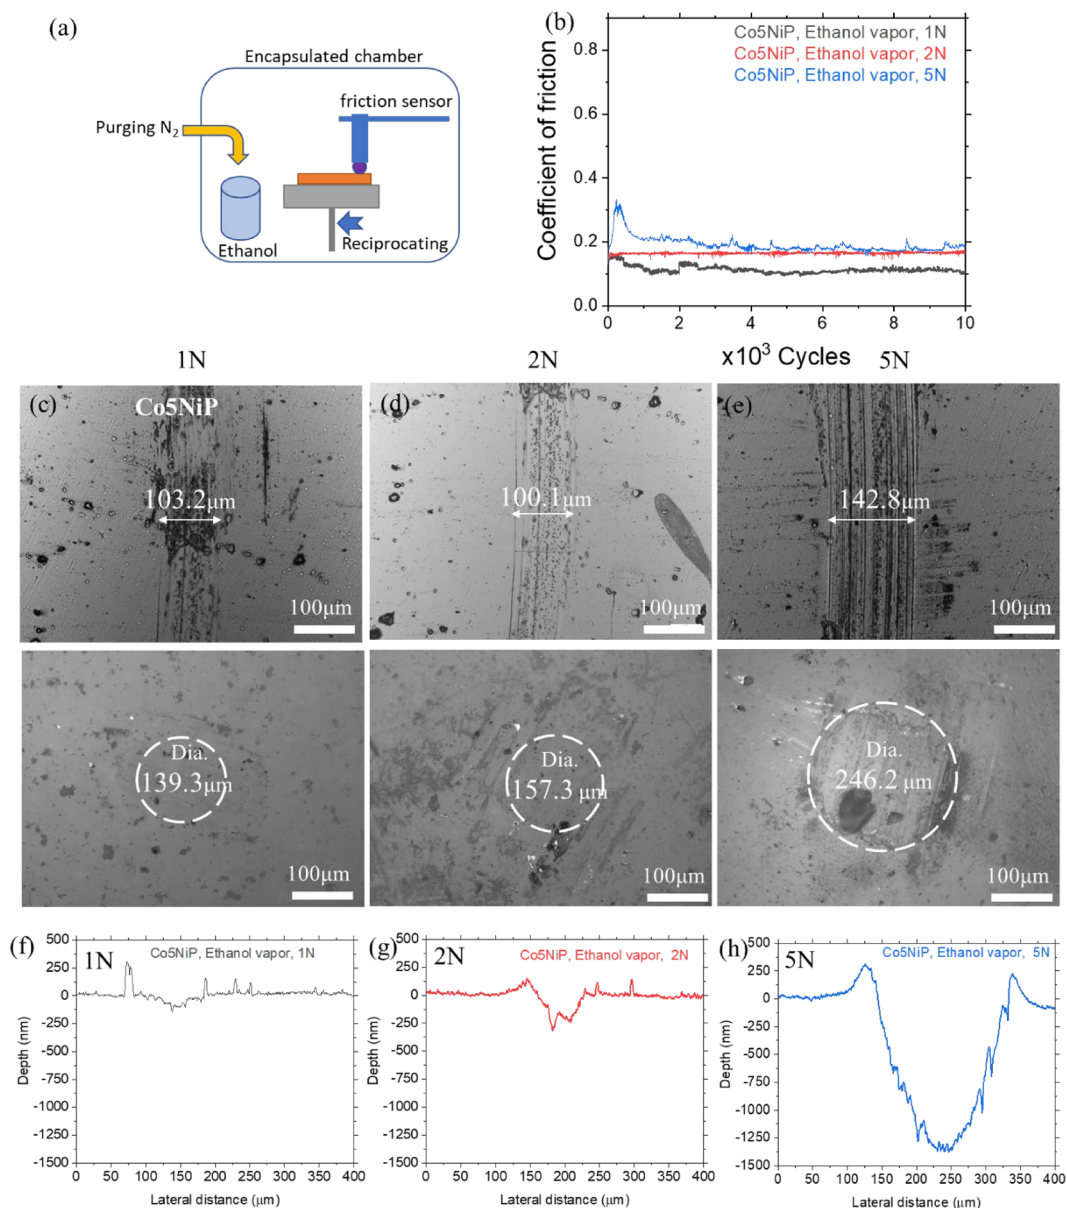 (a)
Encapsulated chamber
friction sensor
Purging N2
Ethanol
Reciprocating
(b)
Co5NiP, Ethanol vapor, 1N
Co5NiP, Ethanol vapor, 2N
Co5NiP, Ethanol vapor, 5N
Coefficient of friction
0.8
0.6
0.4
0.2
0.0
0 2 4 6 8 10
x10³ Cycles
1N 2N 5N
(c)
Co5NiP
103.2μm
100μm
(d)
100.1μm
100μm
(e)
142.8μm
100μm
Dia.
139.3μm
100μm
Dia.
157.3 μm
100μm
Dia.
246.2 μm
100μm
(f)
1N
Co5NiP, Ethanol vapor, 1N
Depth (nm)
500
250
0
-250
-500
-750
-1000
-1250
-1500
0 50 100 150 200 250 300 350 400
Lateral distance (μm)
(g)
2N
Co5NiP, Ethanol vapor, 2N
Depth (nm)
500
250
0
-250
-500
-750
-1000
-1250
-1500
0 50 100 150 200 250 300 350 400
Lateral distance (μm)
(h)
5N
Co5NiP, Ethanol vapor, 5N
Depth (nm)
500
250
0
-250
-500
-750
-1000
-1250
-1500
0 50 100 150 200 250 300 350 400
Lateral distance (μm)